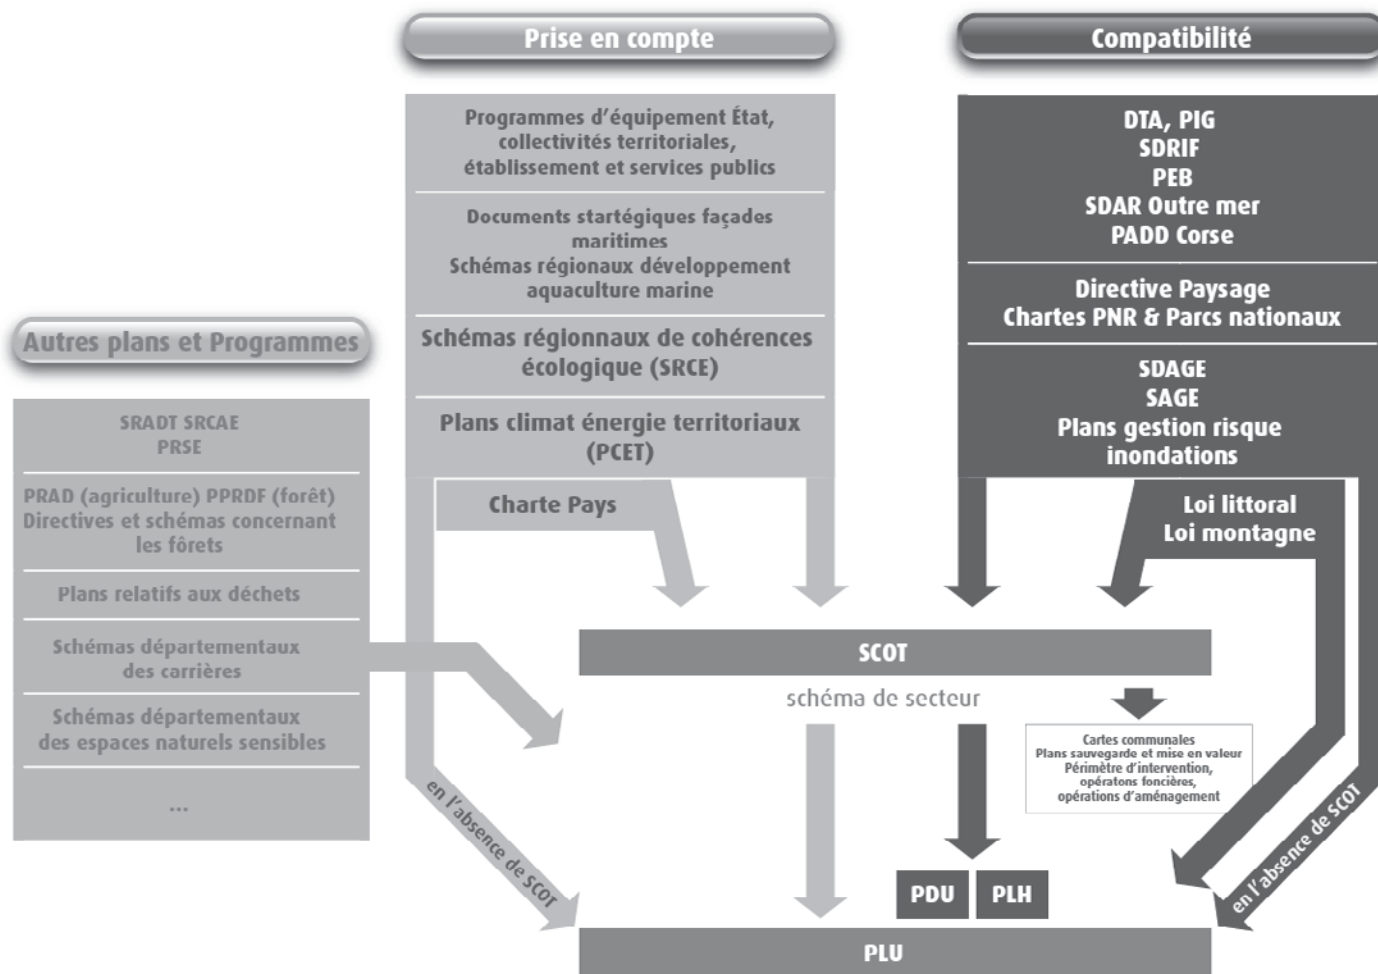 Prise en compte
Programmes d'équipement État,
collectivités territoriales,
établissement et services publics
Documents startégiques façades
maritimes
Schémas régionaux développement
aquaculture marine
Schémas régionnaux de cohérences
écologique (SRCE)
Plans climat énergie territoriaux
(PCET)
Charte Pays
Compatibilité
DTA, PIG
SDRIF
PEB
SDAR Outre mer
PADD Corse
Directive Paysage
Chartes PNR & Parcs nationaux
SDAGE
SAGE
Plans gestion risque
inondations
Loi littoral
Loi montagne
Autres plans et Programmes
SRADT SRCAE
PRSE
PRAD (agriculture) PPRDF (forêt)
Directives et schémas concernant
les fôrets
Plans relatifs aux déchets
Schémas départementaux
des carrières
Schémas départementaux
des espaces naturels sensibles
...
SCOT
schéma de secteur
Cartes communales
Plans sauvegarde et mise en valeur
Périmètre d'intervention,
opératons foncières,
opérations d'aménagement
en l'absence de SCOT
en l'absence de SCOT
PDU
PLH
PLU